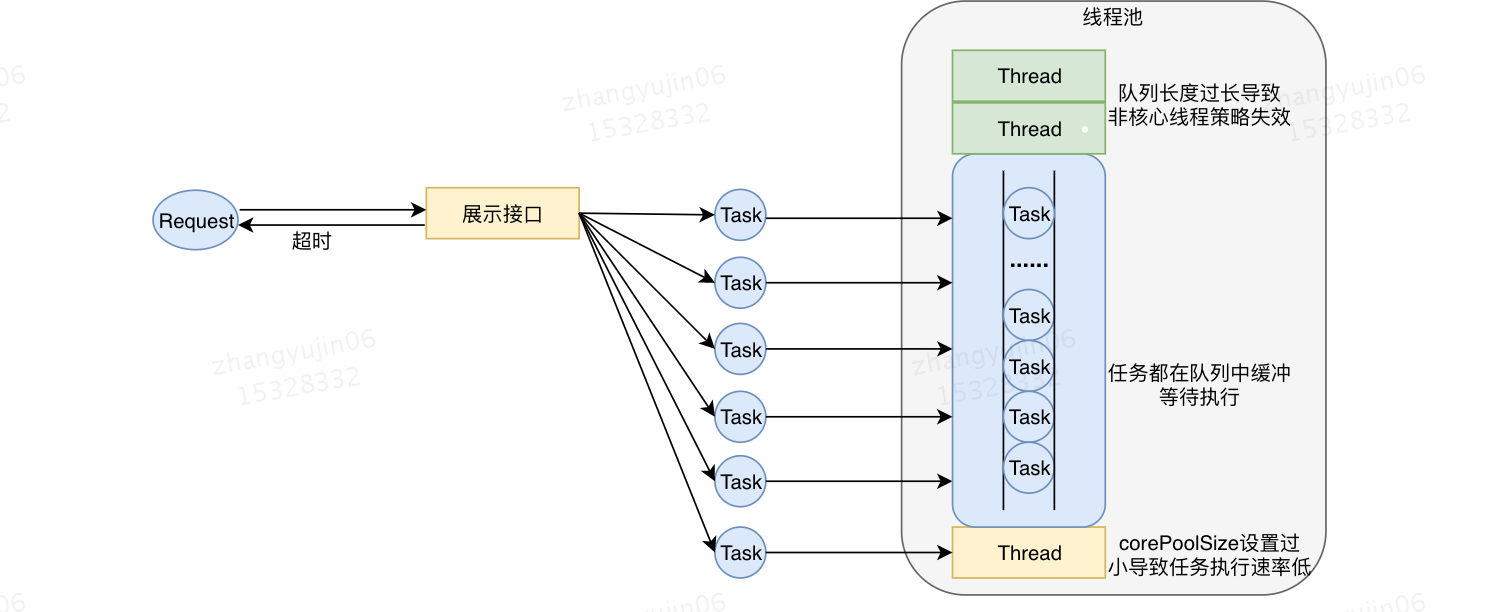 线程池
Thread
队列长度过长导致
非核心线程策略失效
Thread
Request
超时
展示接口
Task
Task
Task
Task
Task
Task
Task
......
Task
Task
Task
Task
任务都在队列中缓冲
等待执行
Thread
corePoolSize设置过
小导致任务执行速率低
zhangyujin06
15328332
zhangyujin06
15328332
zhangyujin06
15328332
zhangyujin06
15328332